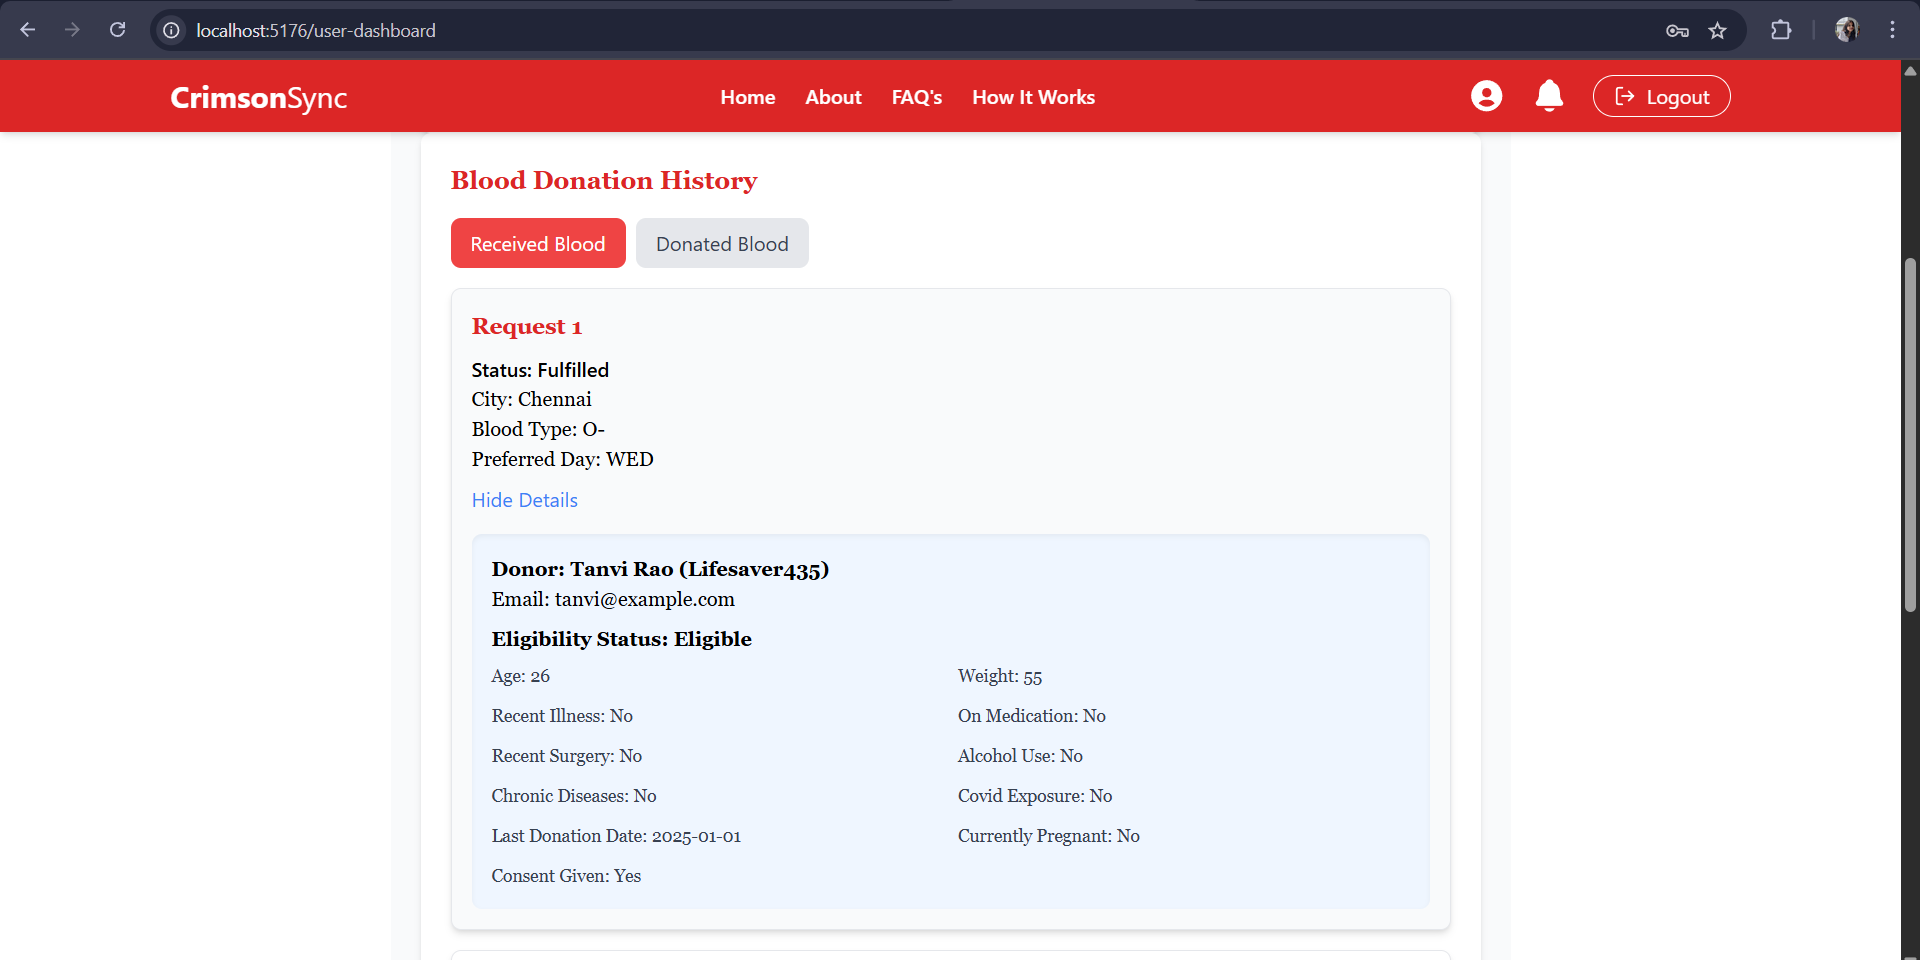 localhost:5176/user-dashboard
CrimsonSync
Home About FAQ's How It Works
Logout
Blood Donation History
Received Blood Donated Blood
Request 1
Status: Fulfilled
City: Chennai
Blood Type: O-
Preferred Day: WED
Hide Details
Donor: Tanvi Rao (Lifesaver435)
Email: tanvi@example.com
Eligibility Status: Eligible
Age: 26 Weight: 55
Recent Illness: No On Medication: No
Recent Surgery: No Alcohol Use: No
Chronic Diseases: No Covid Exposure: No
Last Donation Date: 2025-01-01 Currently Pregnant: No
Consent Given: Yes